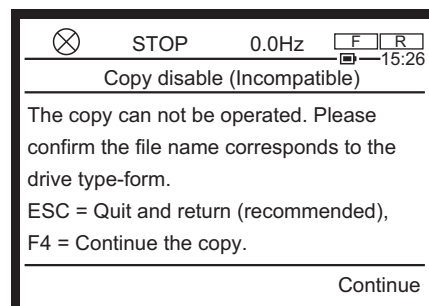 STOP 0.0Hz F R
15:26
Copy disable (Incompatible)
The copy can not be operated. Please
confirm the file name corresponds to the
drive type-form.
ESC = Quit and return (recommended),
F4 = Continue the copy.
Continue